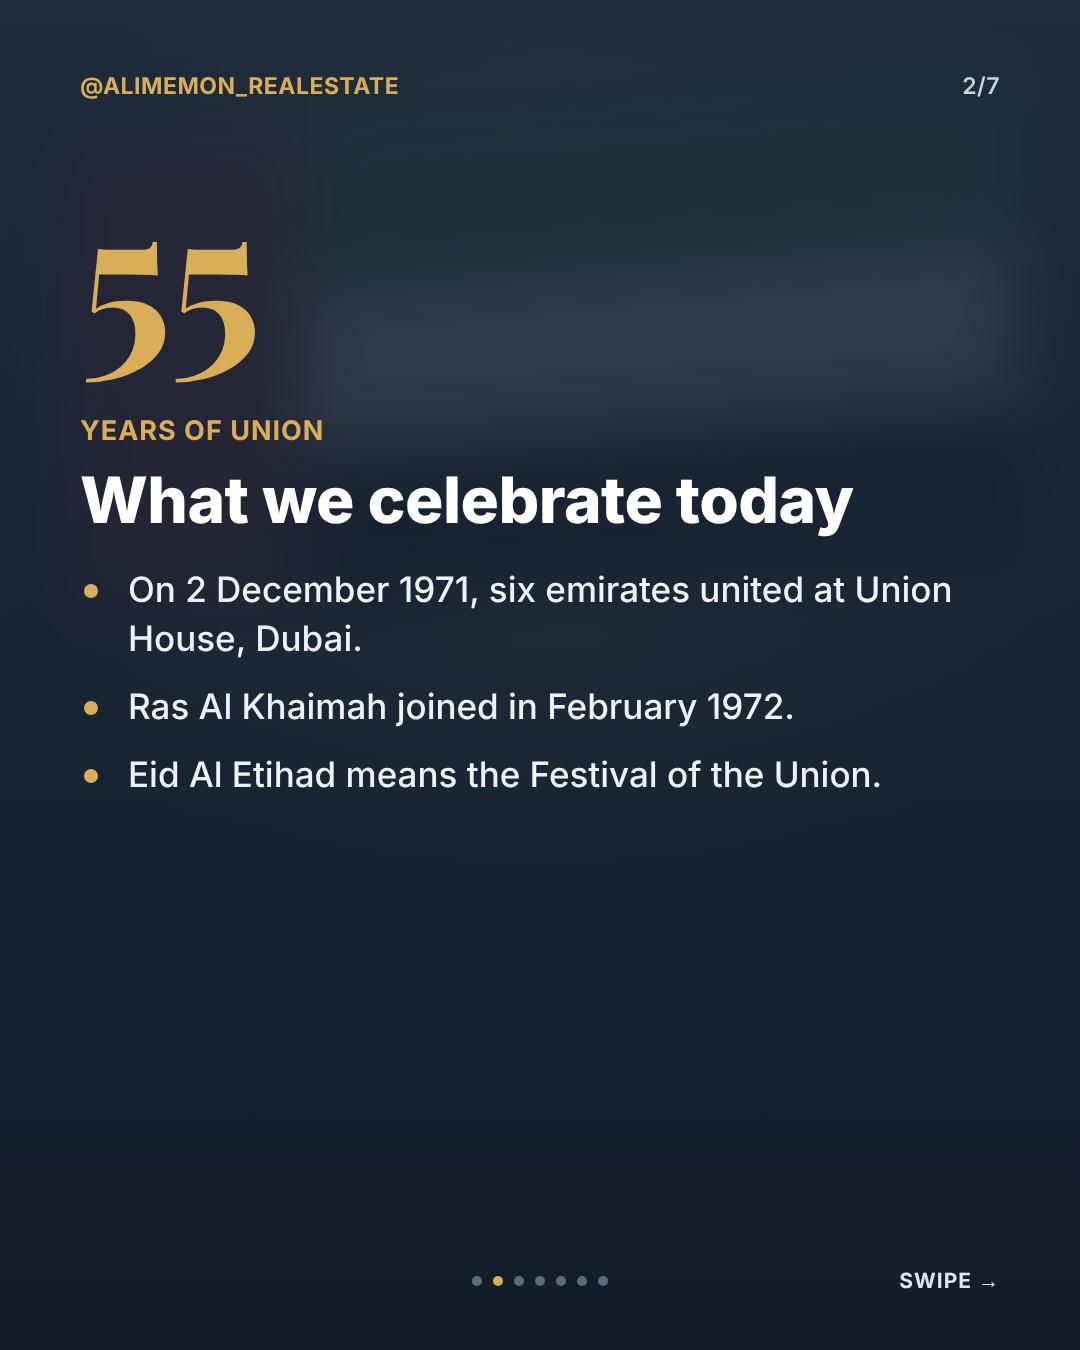 @ALIMEMON_REALESTATE
2/7
55
YEARS OF UNION
What we celebrate today
• On 2 December 1971, six emirates united at Union
House, Dubai.
• Ras Al Khaimah joined in February 1972.
• Eid Al Etihad means the Festival of the Union.
SWIPE →